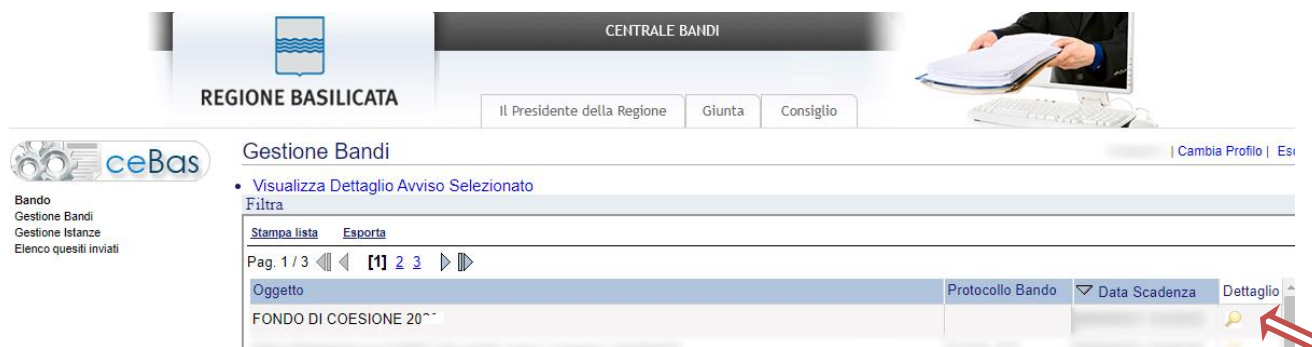 CENTRALE BANDI
REGIONE BASILICATA
Il Presidente della Regione Giunta Consiglio
ceBas
Gestione Bandi
| Cambia Profilo | Es
Visualizza Dettaglio Avviso Selezionato
Bando
Gestione Bandi
Gestione Istanze
Elenco quesiti inviati
Filtra
Stampa lista Esporta
Pag. 1 / 3 [1] 2 3
Oggetto Protocollo Bando Data Scadenza Dettaglio
FONDO DI COESIONE